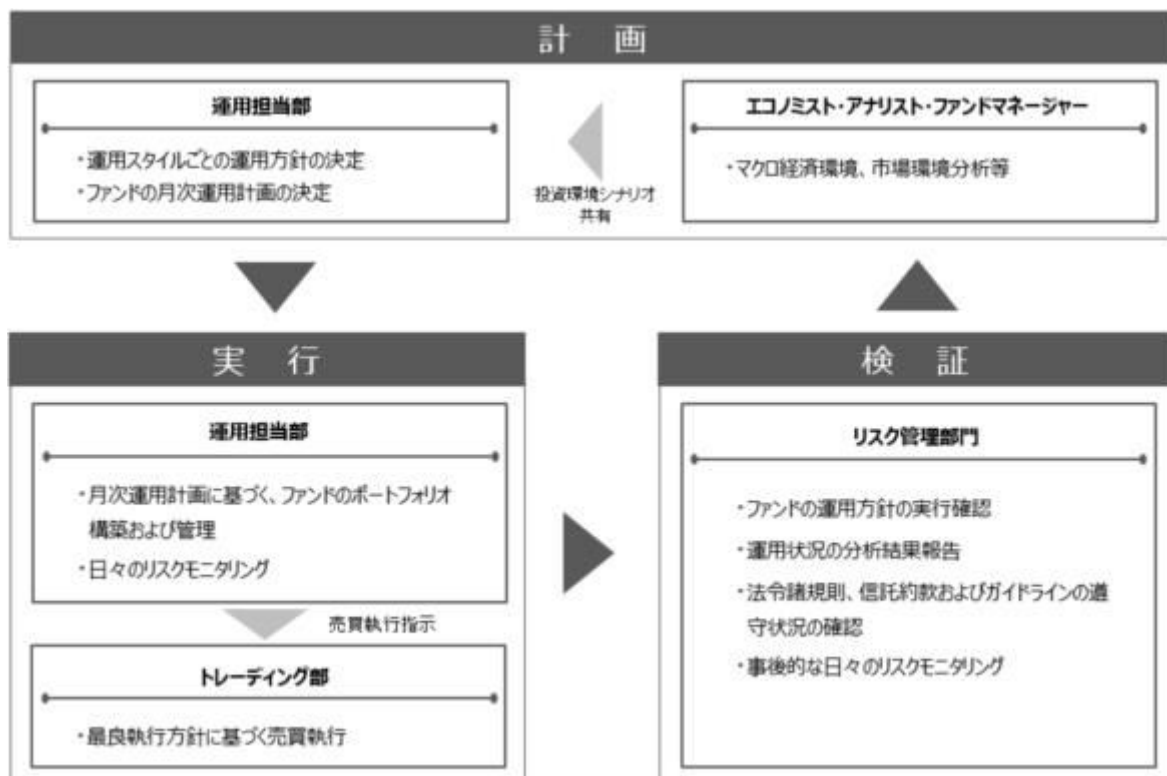 計 画
運用担当部
・運用スタイルごとの運用方針の決定
・ファンドの月次運用計画の決定
投資環境シナリオ
共有
エコノミスト・アナリスト・ファンドマネージャー
・マクロ経済環境、市場環境分析等
実 行
運用担当部
・月次運用計画に基づく、ファンドのポートフォリオ
構築および管理
・日々のリスクモニタリング
売買執行指示
トレーディング部
・最良執行方針に基づく売買執行
検 証
リスク管理部門
・ファンドの運用方針の実行確認
・運用状況の分析結果報告
・法令諸規則、信託約款およびガイドラインの遵
守状況の確認
・事後的な日々のリスクモニタリング